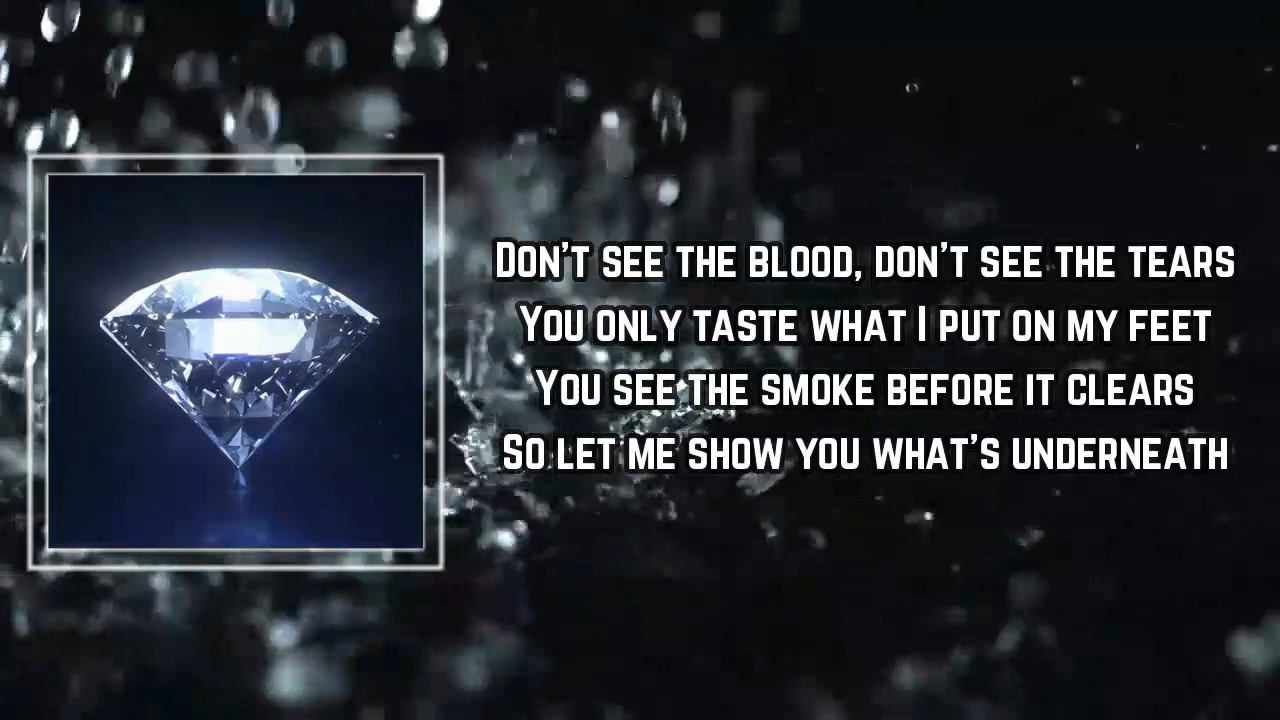 Don't see the blood, don't see the tears
You only taste what I put on my feet
You see the smoke before it clears
So let me show you what's underneath